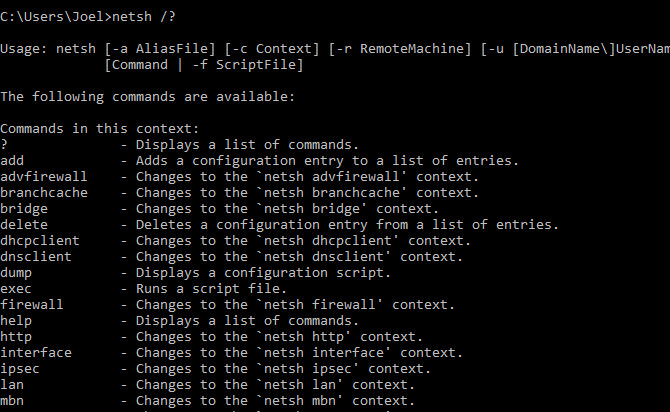 C:\Users\Joel>netsh /?
Usage: netsh [-a AliasFile] [-c Context] [-r RemoteMachine] [-u [DomainName\]UserNam
[Command | -f ScriptFile]
The following commands are available:
Commands in this context:
? - Displays a list of commands.
add - Adds a configuration entry to a list of entries.
advfirewall - Changes to the `netsh advfirewall' context.
branchcache - Changes to the `netsh branchcache' context.
bridge - Changes to the `netsh bridge' context.
delete - Deletes a configuration entry from a list of entries.
dhcpclient - Changes to the `netsh dhcpclient' context.
dnsclient - Changes to the `netsh dnsclient' context.
dump - Displays a configuration script.
exec - Runs a script file.
firewall - Changes to the `netsh firewall' context.
help - Displays a list of commands.
http - Changes to the `netsh http' context.
interface - Changes to the `netsh interface' context.
ipsec - Changes to the `netsh ipsec' context.
lan - Changes to the `netsh lan' context.
mbn - Changes to the `netsh mbn' context.